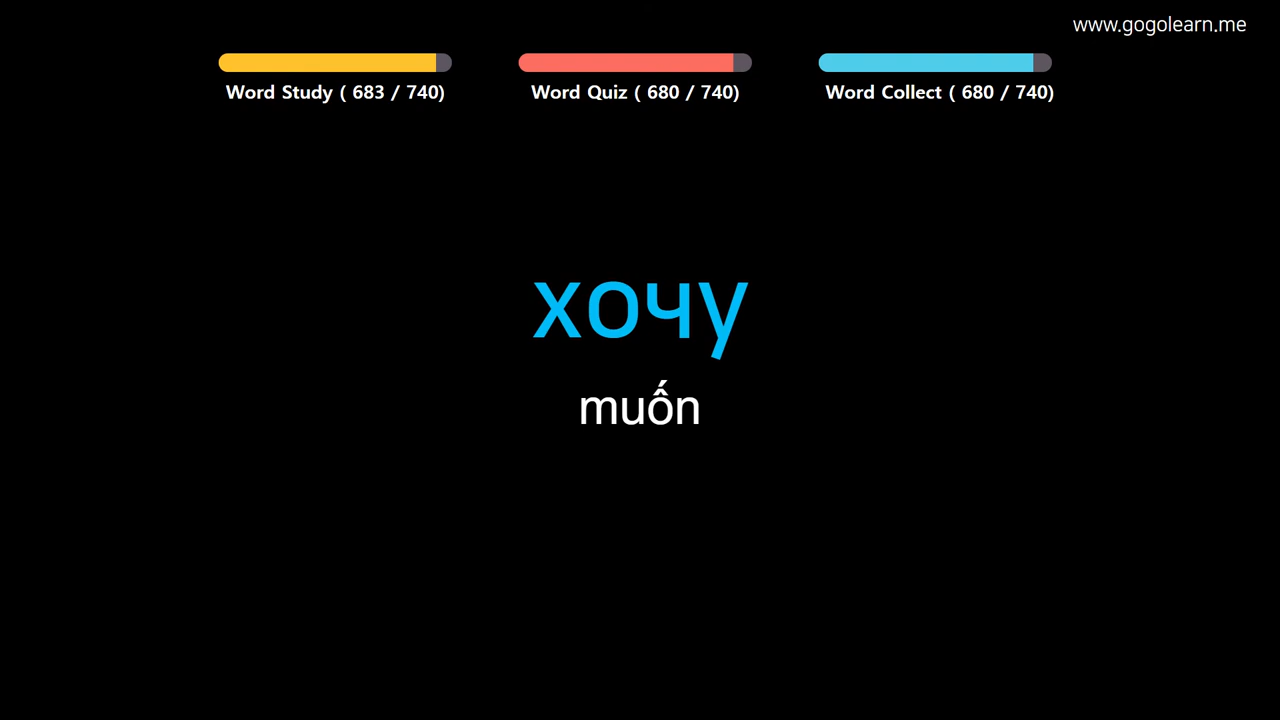 www.gogolearn.me
Word Study ( 683 / 740)
Word Quiz ( 680 / 740)
Word Collect ( 680 / 740)
хочу
muốn